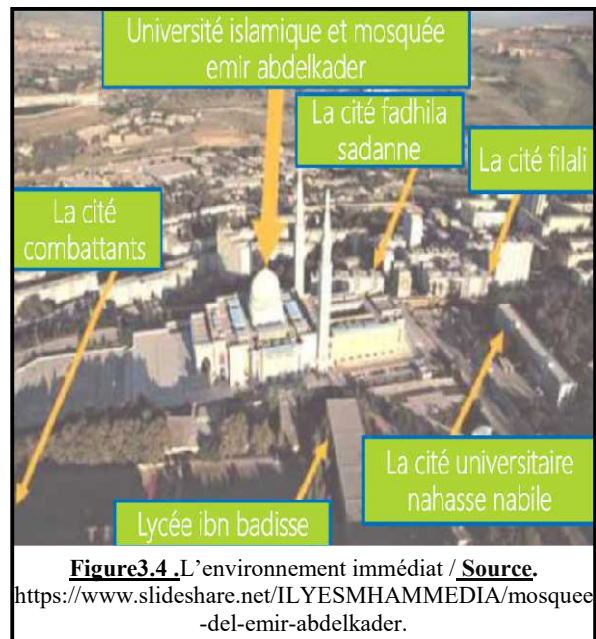 Université islamique et mosquée
emir abdelkader
La cité fadhila
sadanne
La cité filali
La cité
combattants
La cité universitaire
nahasse nabile
Lycée ibn badisse
Figure3.4 .L’environnement immédiat / Source.
https://www.slideshare.net/ILYESMHAMMEDIA/mosquee
-del-emir-abdelkader.